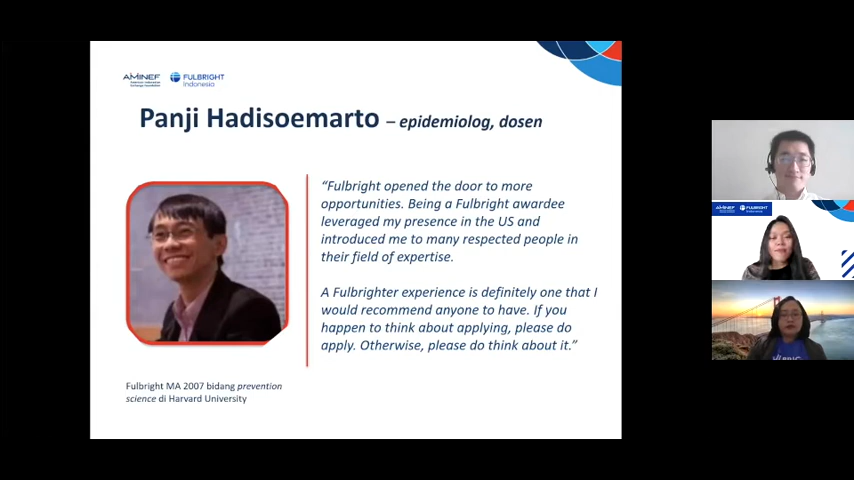 AMINEF
FULBRIGHT
Indonesia
Panji Hadisoemarto – epidemiolog, dosen
“Fulbright opened the door to more
opportunities. Being a Fulbright awardee
leveraged my presence in the US and
introduced me to many respected people in
their field of expertise.
A Fulbrighter experience is definitely one that I
would recommend anyone to have. If you
happen to think about applying, please do
apply. Otherwise, please do think about it.”
Fulbright MA 2007 bidang prevention
science di Harvard University
AMINEF
FULBRIGHT